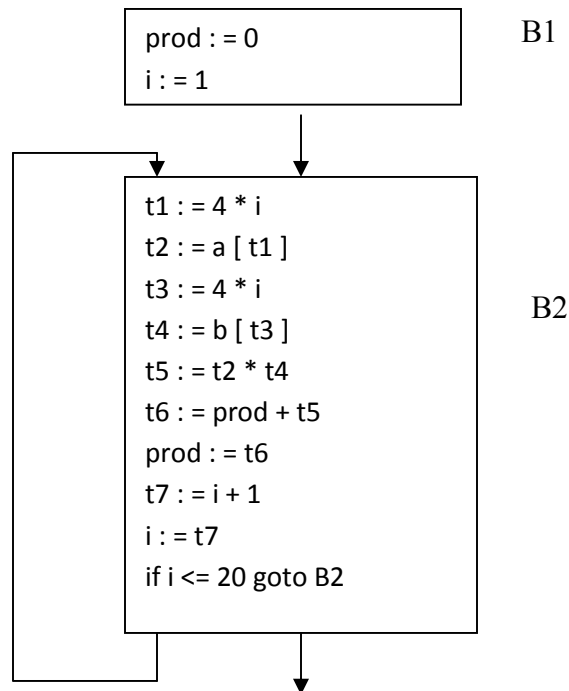 prod : = 0
B1
i : = 1
t1 : = 4 * i
t2 : = a [ t1 ]
t3 : = 4 * i
B2
t4 : = b [ t3 ]
t5 : = t2 * t4
t6 : = prod + t5
prod : = t6
t7 : = i + 1
i : = t7
if i <= 20 goto B2